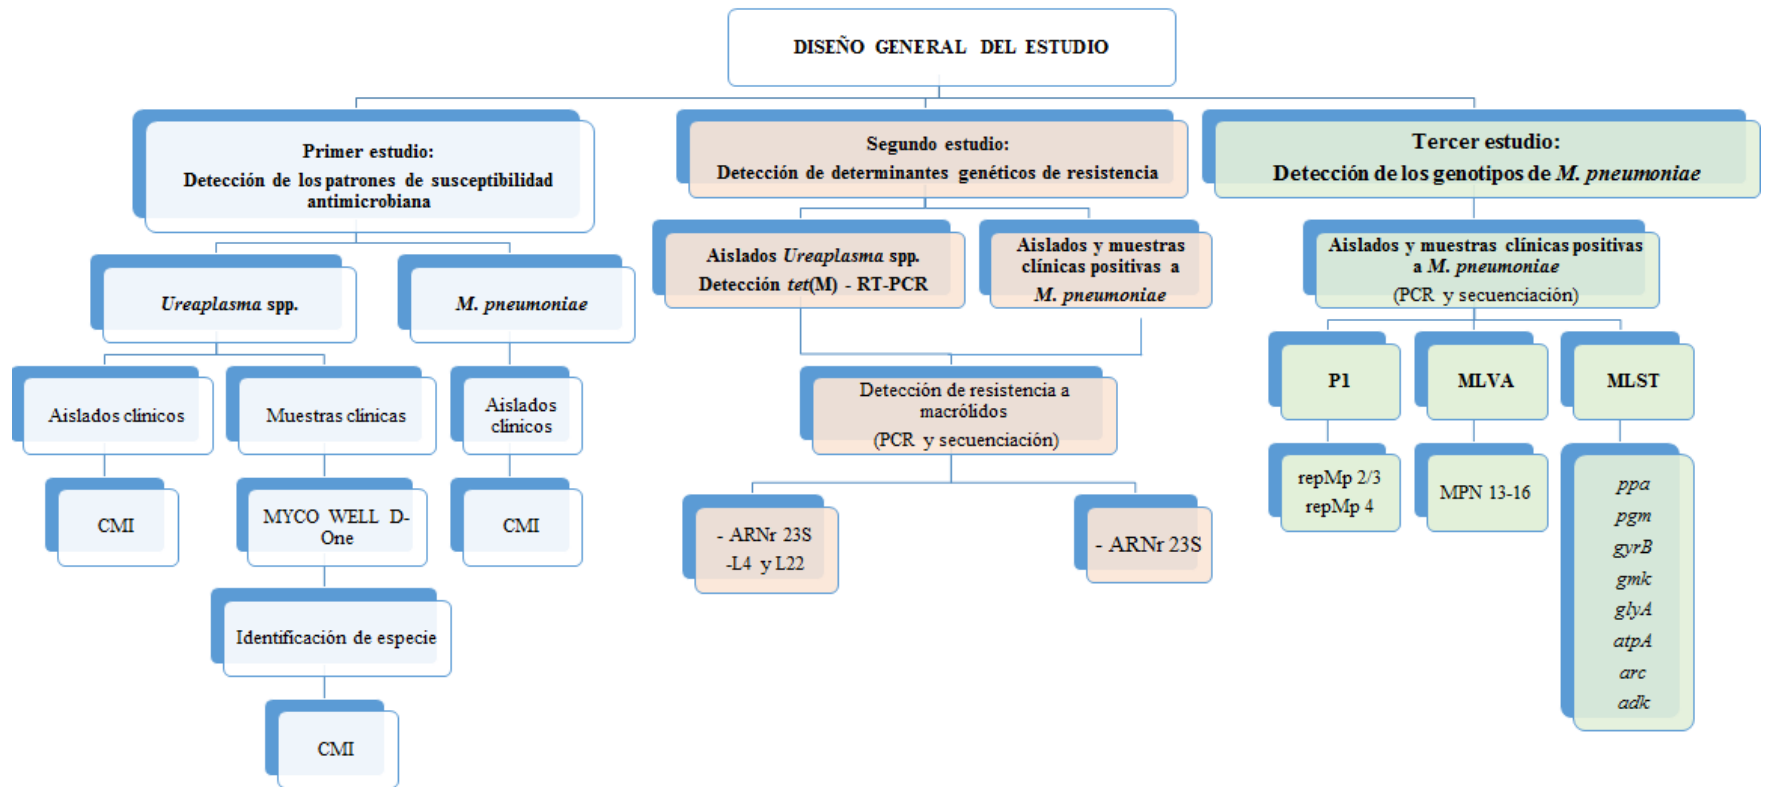 DISEÑO GENERAL DEL ESTUDIO
Primer estudio:
Detección de los patrones de susceptibilidad
antimicrobiana
Segundo estudio:
Detección de determinantes genéticos de resistencia
Tercer estudio:
Detección de los genotipos de M. pneumoniae
Ureaplasma spp.
M. pneumoniae
Aislados Ureaplasma spp.
Detección tet(M) - RT-PCR
Aislados y muestras
clínicas positivas a
M. pneumoniae
Aislados y muestras clínicas positivas
a M. pneumoniae
(PCR y secuenciación)
Aislados clínicos
Muestras clínicas
Aislados
clínicos
Detección de resistencia a
macrólidos
(PCR y secuenciación)
P1
MLVA
MLST
CMI
MYCO WELL D-
One
CMI
- ARNr 23S
-L4 y L22
- ARNr 23S
repMp 2/3
repMp 4
MPN 13-16
ppa
pgm
gyrB
gmk
glyA
atpA
arc
adk
Identificación de especie
CMI